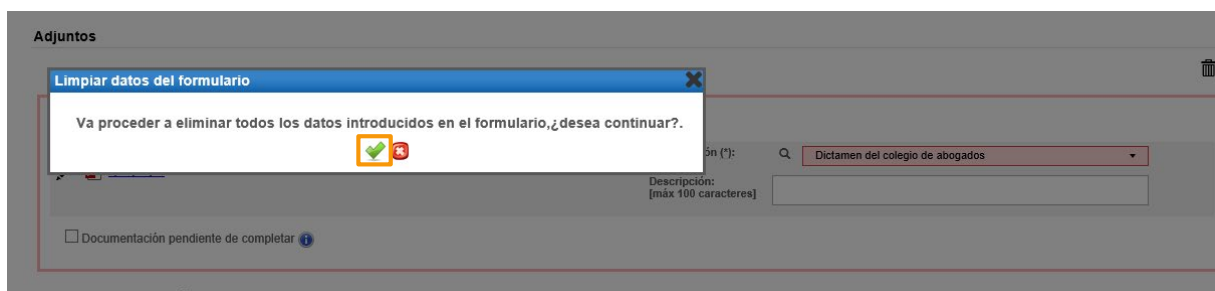 Adjuntos
Limpiar datos del formulario
Va proceder a eliminar todos los datos introducidos en el formulario,¿desea continuar?.
ón (*):
Dictamen del colegio de abogados
Descripción:
[máx 100 caracteres]
Documentación pendiente de completar